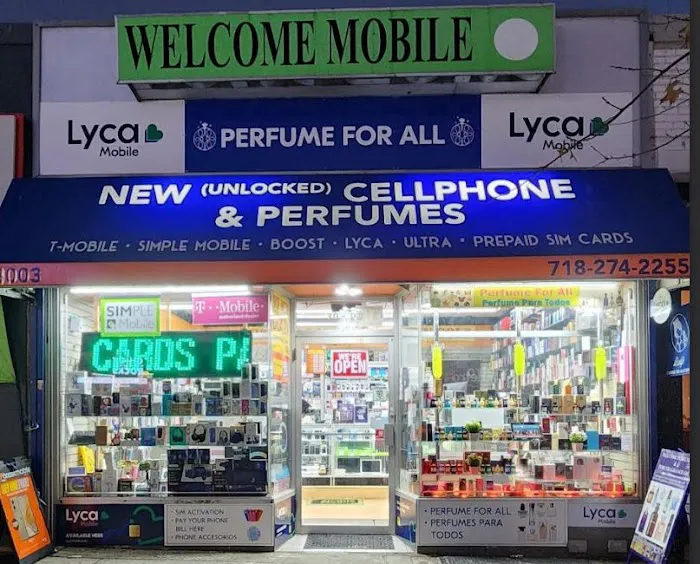 WELCOME MOBILE
Lyca
Mobile
PERFUME FOR ALL
Lyca
Mobile
NEW (UNLOCKED) CELLPHONE
& PERFUMES
T-MOBILE · SIMPLE MOBILE · BOOST · LYCA · ULTRA · PREPAID SIM CARDS
718-274-2255
SIMPLE
Mobile
T-Mobile
CARDS PA
WE'RE
OPEN
Perfume For All
Perfume Para Todos
Lyca
Mobile
AVAILABLE HERE
SIM ACTIVATION
PAY YOUR PHONE
BILL HERE
PHONE ACCESORIOS
· PERFUME FOR ALL
· PERFUMES PARA
TODOS
Lyca
Mobile